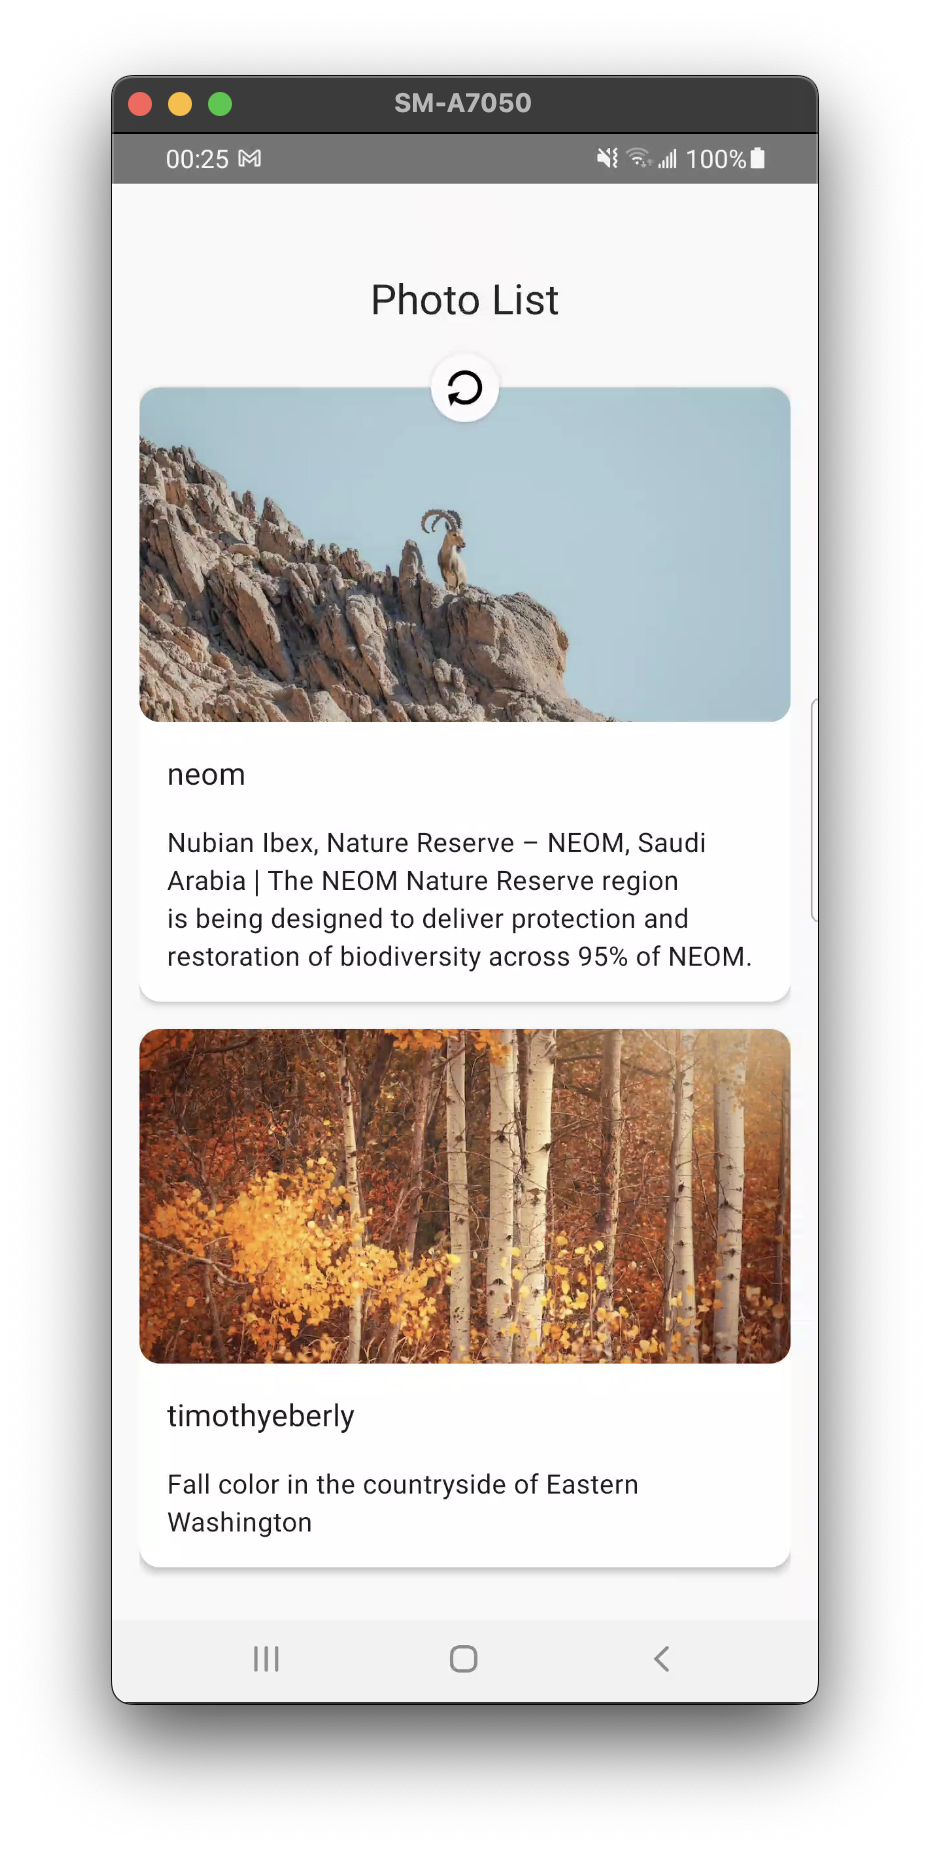 SM-A7050
00:25 100%
Photo List
neom
Nubian Ibex, Nature Reserve – NEOM, Saudi
Arabia | The NEOM Nature Reserve region
is being designed to deliver protection and
restoration of biodiversity across 95% of NEOM.
timothyeberly
Fall color in the countryside of Eastern
Washington